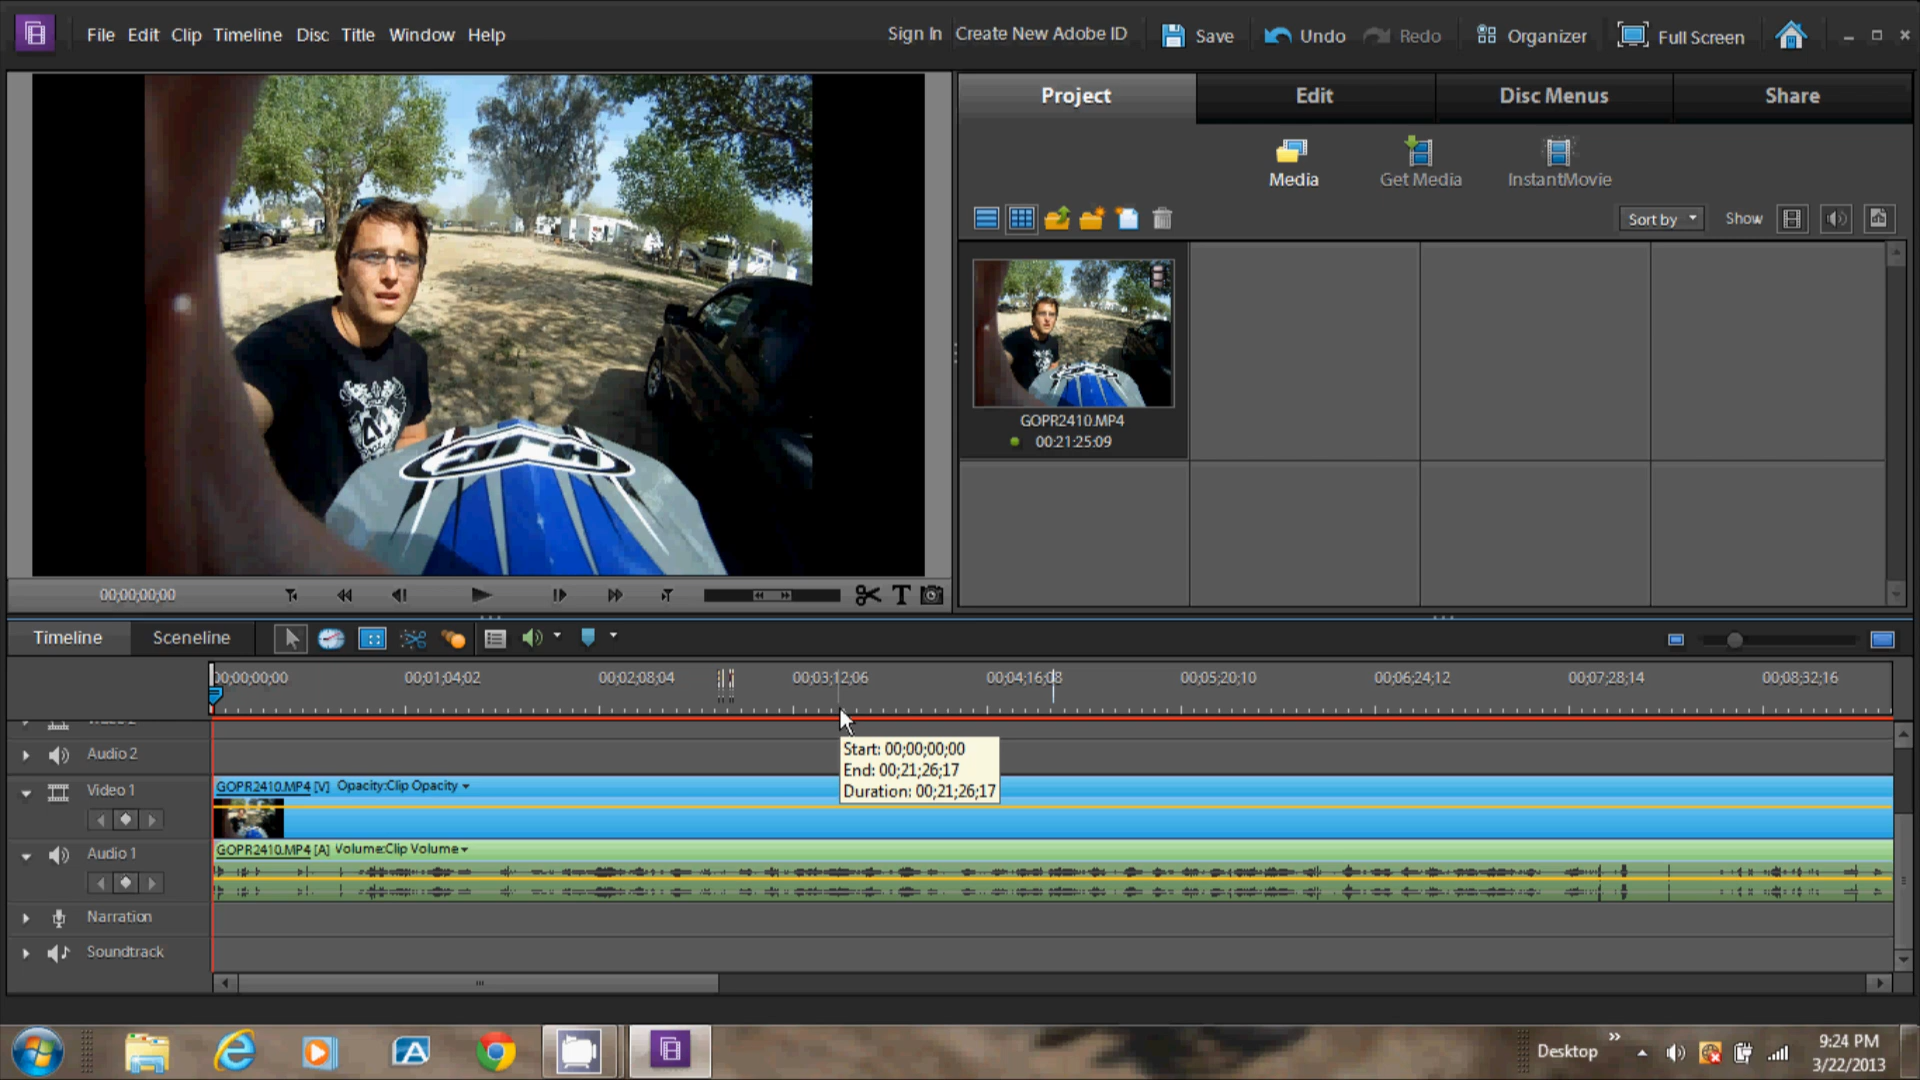 File Edit Clip Timeline Disc Title Window Help
Sign In Create New Adobe ID Save Undo Redo Organizer Full Screen
Project Edit Disc Menus Share
Media Get Media InstantMovie
Sort by Show
GOPR2410.MP4
00:21:25:09
00;00;00;00
Timeline Sceneline
00;00;00;00 00;01;04;02 00;02;08;04 00;03;12;06 00;04;16;08 00;05;20;10 00;06;24;12 00;07;28;14 00;08;32;16
Video 2
Audio 2
Start: 00;00;00;00
End: 00;21;26;17
Duration: 00;21;26;17
Video 1
GOPR2410.MP4 [V] Opacity:Clip Opacity
Audio 1
GOPR2410.MP4 [A] Volume:Clip Volume
Narration
Soundtrack
Desktop
9:24 PM
3/22/2013